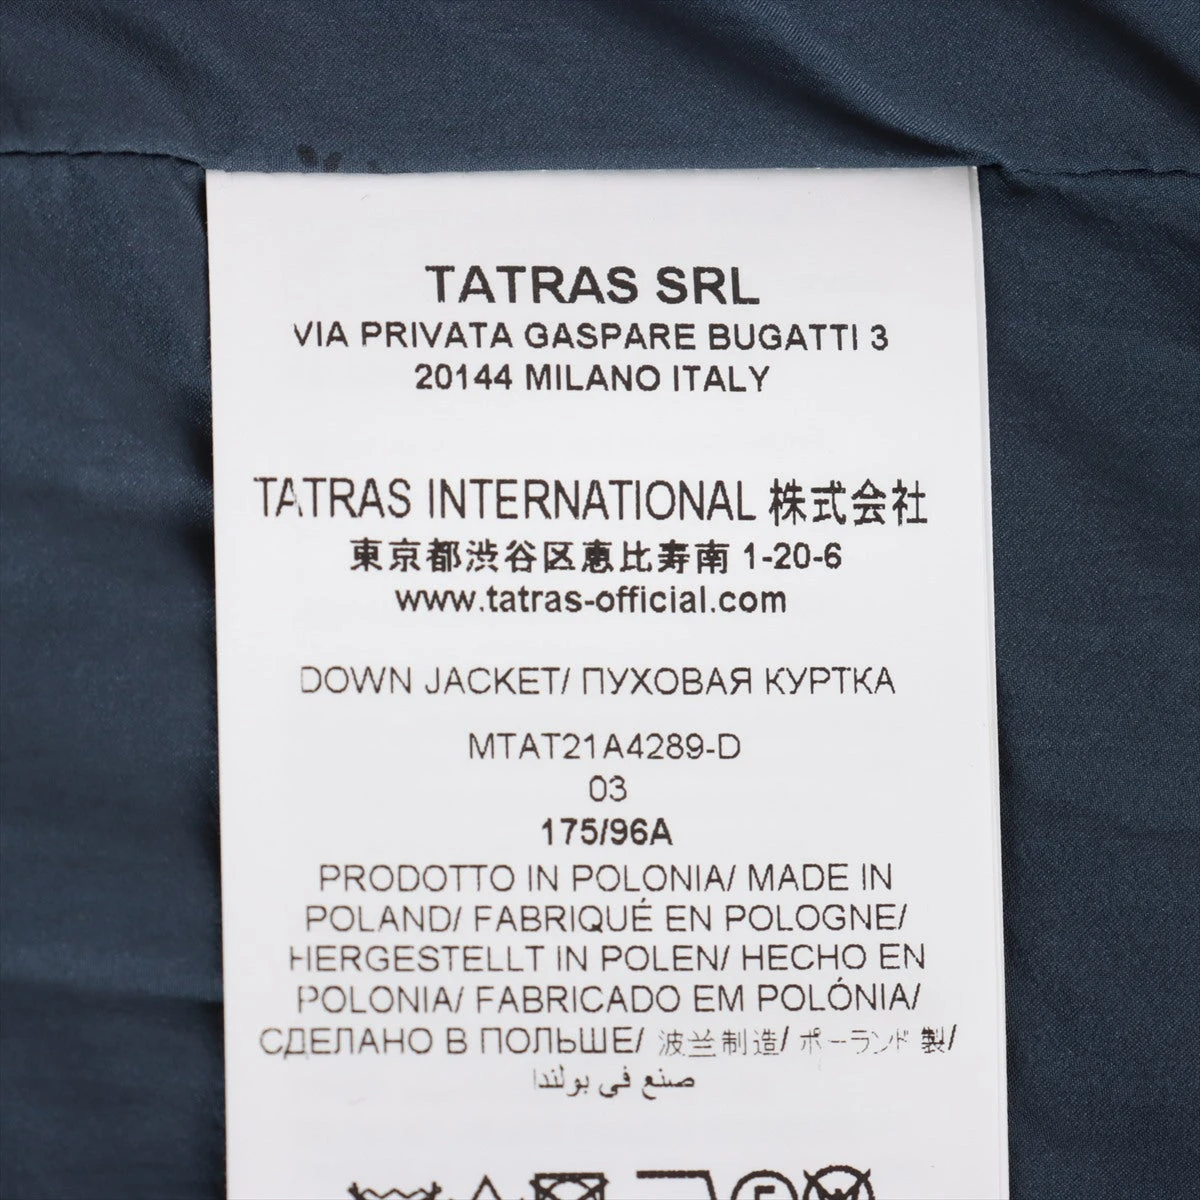 TATRAS SRL
VIA PRIVATA GASPARE BUGATTI 3
20144 MILANO ITALY
TATRAS INTERNATIONAL 株式会社
東京都渋谷区恵比寿南 1-20-6
www.tatras-official.com
DOWN JACKET/ ПУХОВАЯ КУРТКА
MTAT21A4289-D
03
175/96A
PRODOTTO IN POLONIA/ MADE IN
POLAND/ FABRIQUÉ EN POLOGNE/
HERGESTELLT IN POLEN/ HECHO EN
POLONIA/ FABRICADO EM POLÓNIA/
СДЕЛАНО В ПОЛЬШЕ/ 波兰制造/ ポーランド 製/
صنع في بولندا